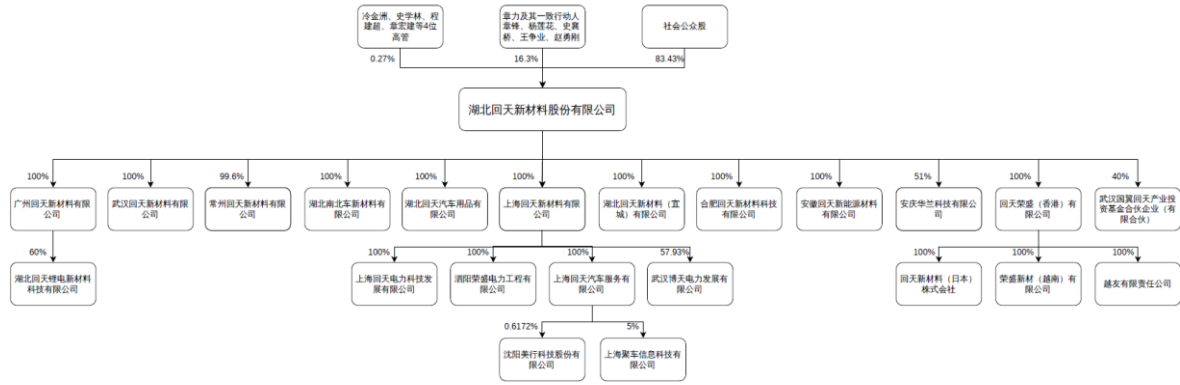 冷金洲、史学林、程
建超、章宏建等4位
高管
章力及其一致行动人
章锋、杨莲花、史襄
桥、王争业、赵勇刚
社会公众股
0.27%
16.3%
83.43%
湖北回天新材料股份有限公司
100%
100%
99.6%
100%
100%
100%
100%
100%
100%
51%
100%
40%
广州回天新材料有限
公司
武汉回天新材料有限
公司
常州回天新材料有限
公司
湖北南北车新材料有
限公司
湖北回天汽车用品有
限公司
上海回天新材料有限
公司
湖北回天新材料（宜
城）有限公司
合肥回天新材料科技
有限公司
安徽回天新能源材料
有限公司
安庆华兰科技有限公
司
回天荣盛（香港）有
限公司
武汉国翼回天产业投
资基金合伙企业（有
限合伙）
60%
100%
100%
100%
57.93%
100%
100%
100%
湖北回天锂电新材料
科技有限公司
上海回天电力科技发
展有限公司
泗阳荣盛电力工程有
限公司
上海回天汽车服务有
限公司
武汉博天电力发展有
限公司
回天新材料（日本）
株式会社
荣盛新材（越南）有
限公司
越友有限责任公司
0.6172%
5%
沈阳美行科技股份有
限公司
上海聚车信息科技有
限公司